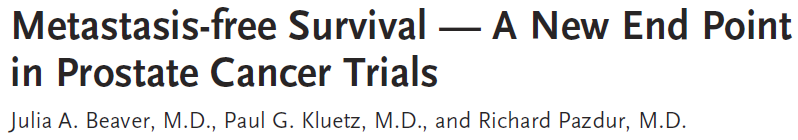 Metastasis-free Survival — A New End Point
in Prostate Cancer Trials
Julia A. Beaver, M.D., Paul G. Kluetz, M.D., and Richard Pazdur, M.D.